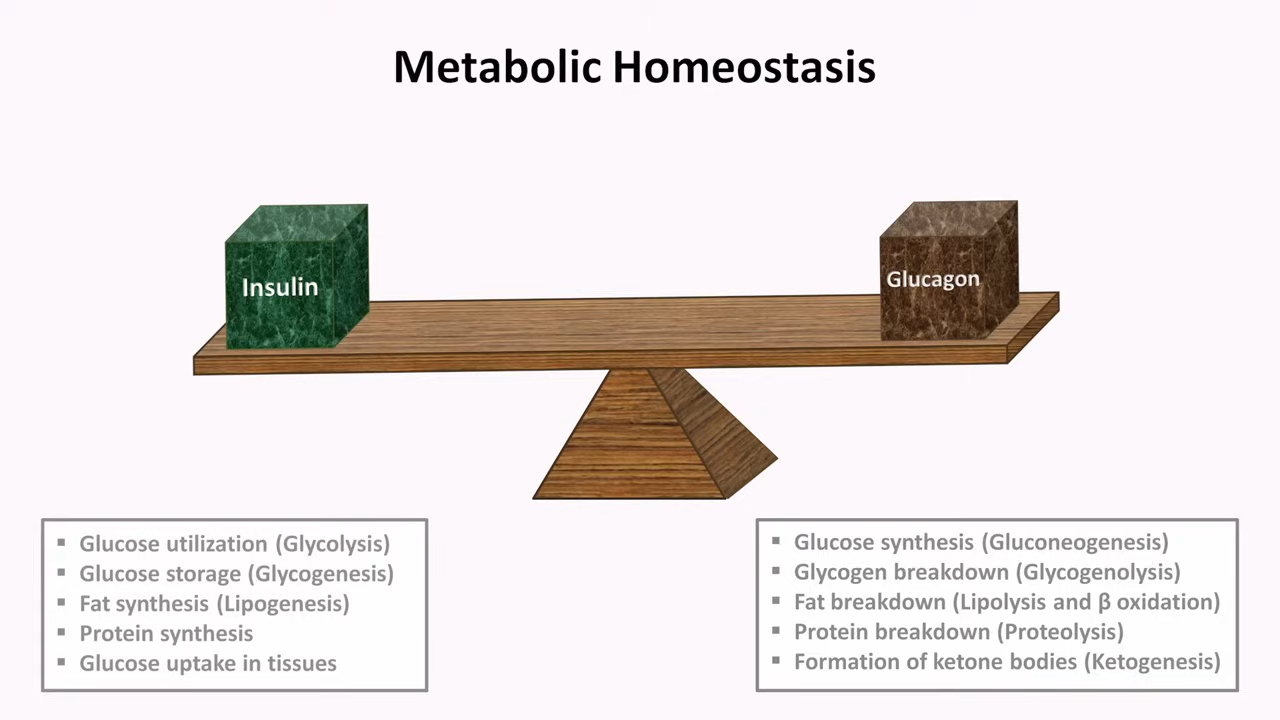 Metabolic Homeostasis
Insulin
Glucagon
▪ Glucose utilization (Glycolysis)
▪ Glucose storage (Glycogenesis)
▪ Fat synthesis (Lipogenesis)
▪ Protein synthesis
▪ Glucose uptake in tissues
▪ Glucose synthesis (Gluconeogenesis)
▪ Glycogen breakdown (Glycogenolysis)
▪ Fat breakdown (Lipolysis and β oxidation)
▪ Protein breakdown (Proteolysis)
▪ Formation of ketone bodies (Ketogenesis)